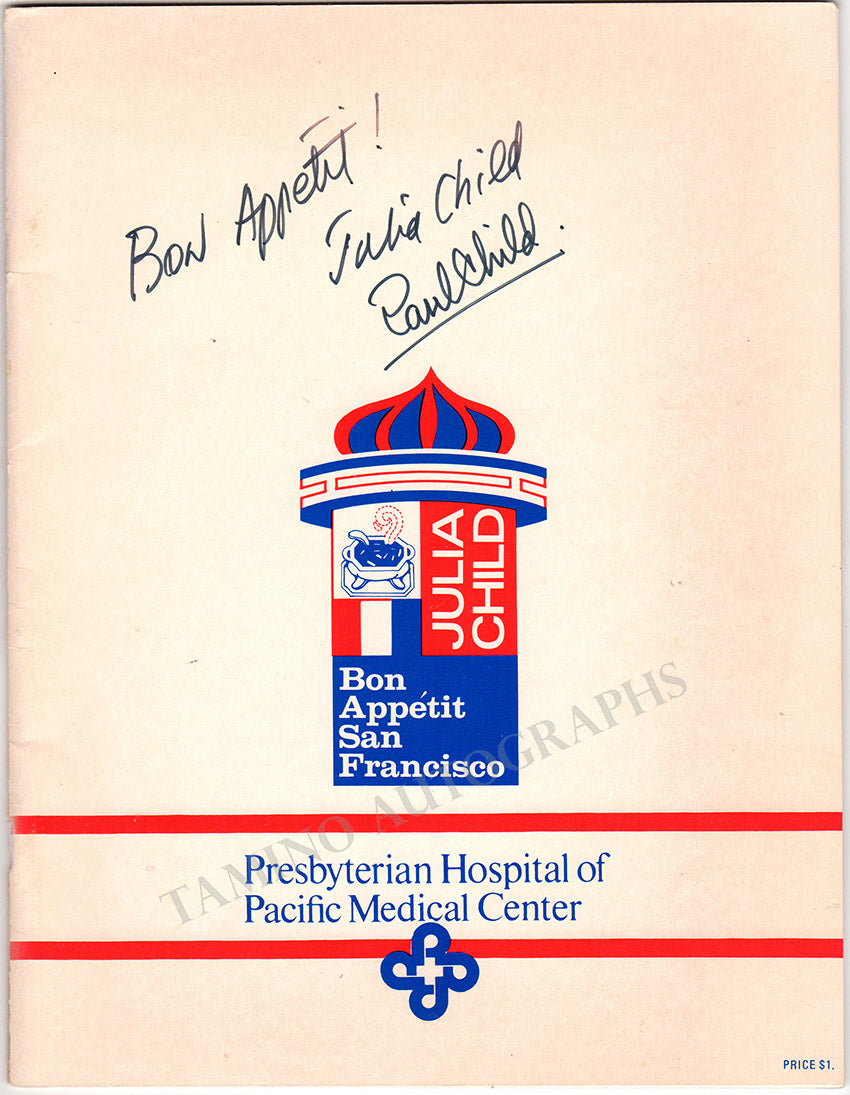 Bon Appétit!
Julia Child
Paul Child.
JULIA
CHILD
Bon
Appétit
San
Francisco
TAMINO AUTOGRAPHS
Presbyterian Hospital of
Pacific Medical Center
PRICE $1.